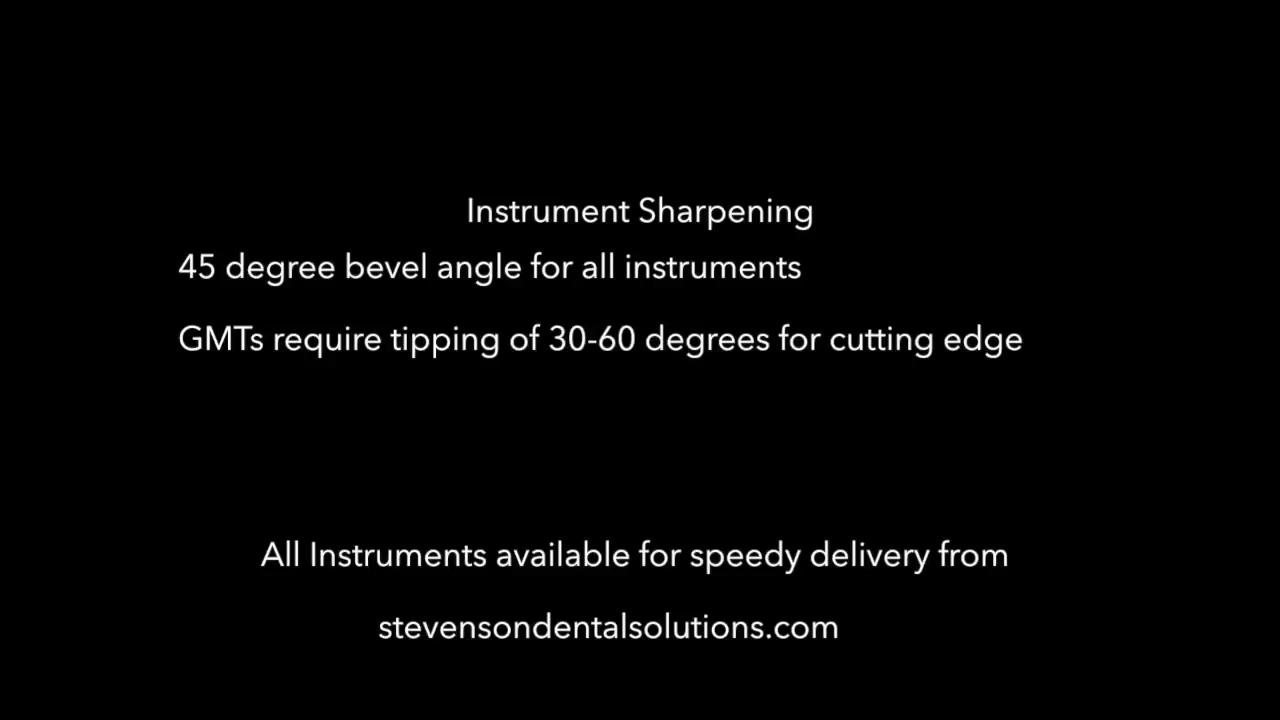 Instrument Sharpening
45 degree bevel angle for all instruments
GMTs require tipping of 30-60 degrees for cutting edge
All Instruments available for speedy delivery from
stevensondentalsolutions.com